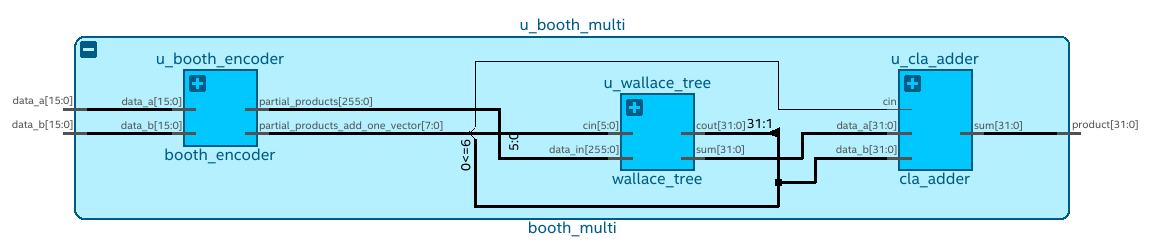 u_booth_multi
u_booth_encoder
u_cla_adder
u_wallace_tree
data_a[15:0]
data_a[15:0]
partial_products[255:0]
cin
data_b[15:0]
data_b[15:0]
partial_products_add_one_vector[7:0]
cin[5:0]
cout[31:0]
31:1
data_a[31:0]
sum[31:0]
product[31:0]
0<=6
5:0
data_in[255:0]
sum[31:0]
data_b[31:0]
booth_encoder
wallace_tree
cla_adder
booth_multi